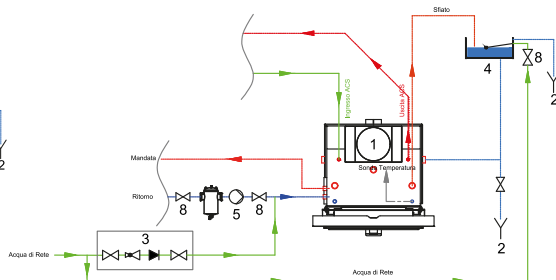 Sfiato
8
4
2
Ingresso ACS
Uscita ACS
1
2
Mandata
Sonda Temperatura
Ritorno
8
5
8
3
2
Acqua di Rete
Acqua di Rete